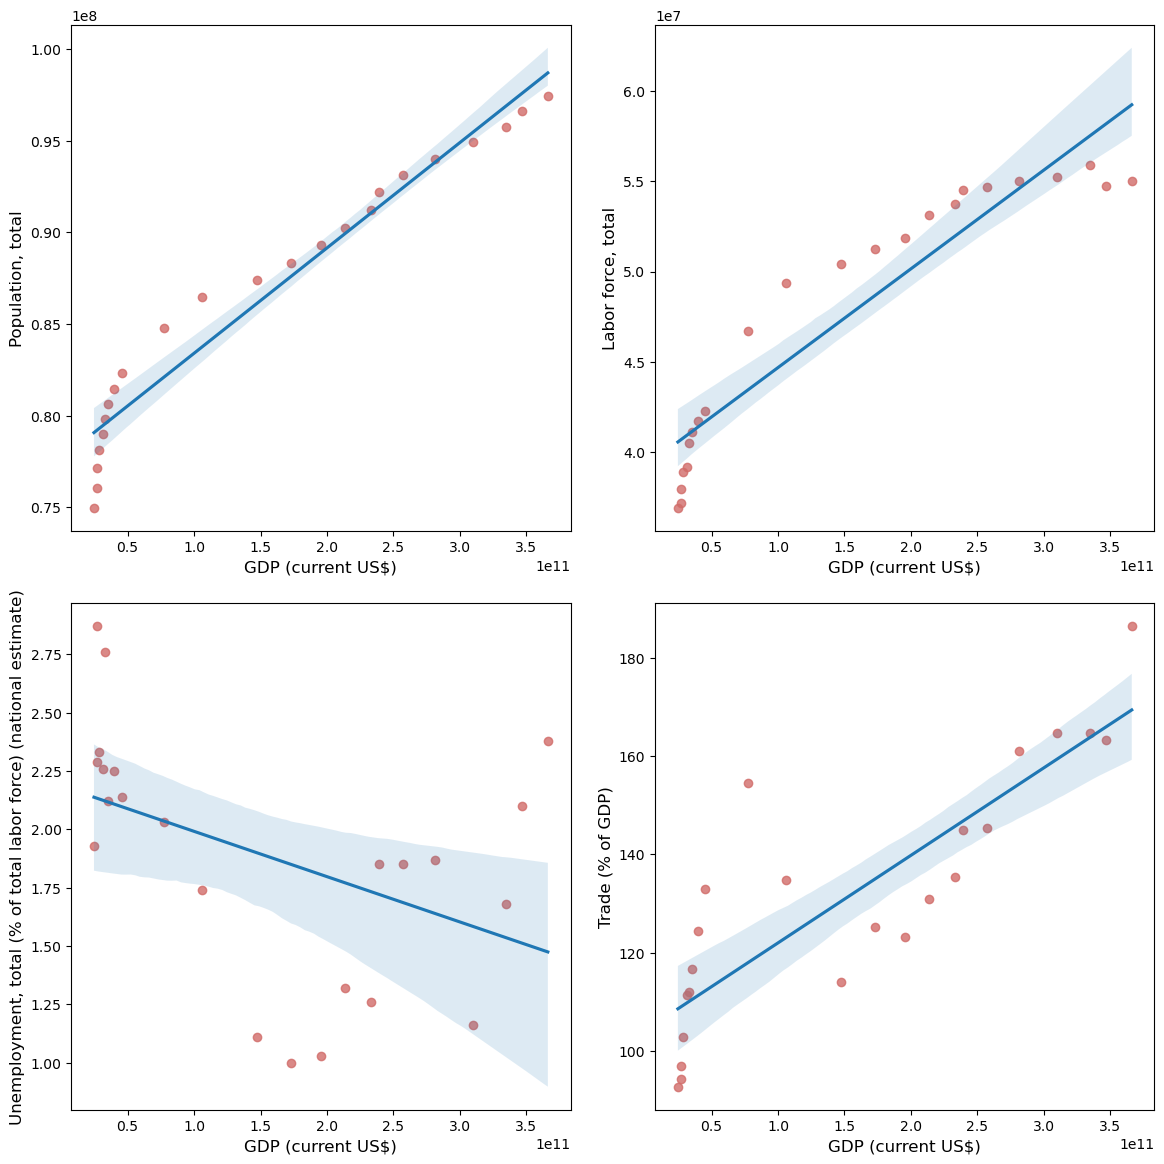 1e8
1.00
0.95
0.90
0.85
0.80
0.75
Population, total
0.5 1.0 1.5 2.0 2.5 3.0 3.5
GDP (current US$) 1e11
1e7
6.0
5.5
5.0
4.5
4.0
Labor force, total
0.5 1.0 1.5 2.0 2.5 3.0 3.5
GDP (current US$) 1e11
2.75
2.50
2.25
2.00
1.75
1.50
1.25
1.00
Unemployment, total (% of total labor force) (national estimate)
0.5 1.0 1.5 2.0 2.5 3.0 3.5
GDP (current US$) 1e11
180
160
140
120
100
Trade (% of GDP)
0.5 1.0 1.5 2.0 2.5 3.0 3.5
GDP (current US$) 1e11